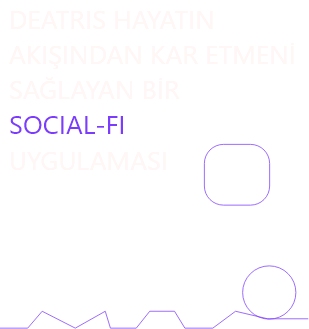 DEATRIS HAYATIN
AKIŞINDAN KAR ETMENİ
SAĞLAYAN BİR
SOCIAL-FI
UYGULAMASI